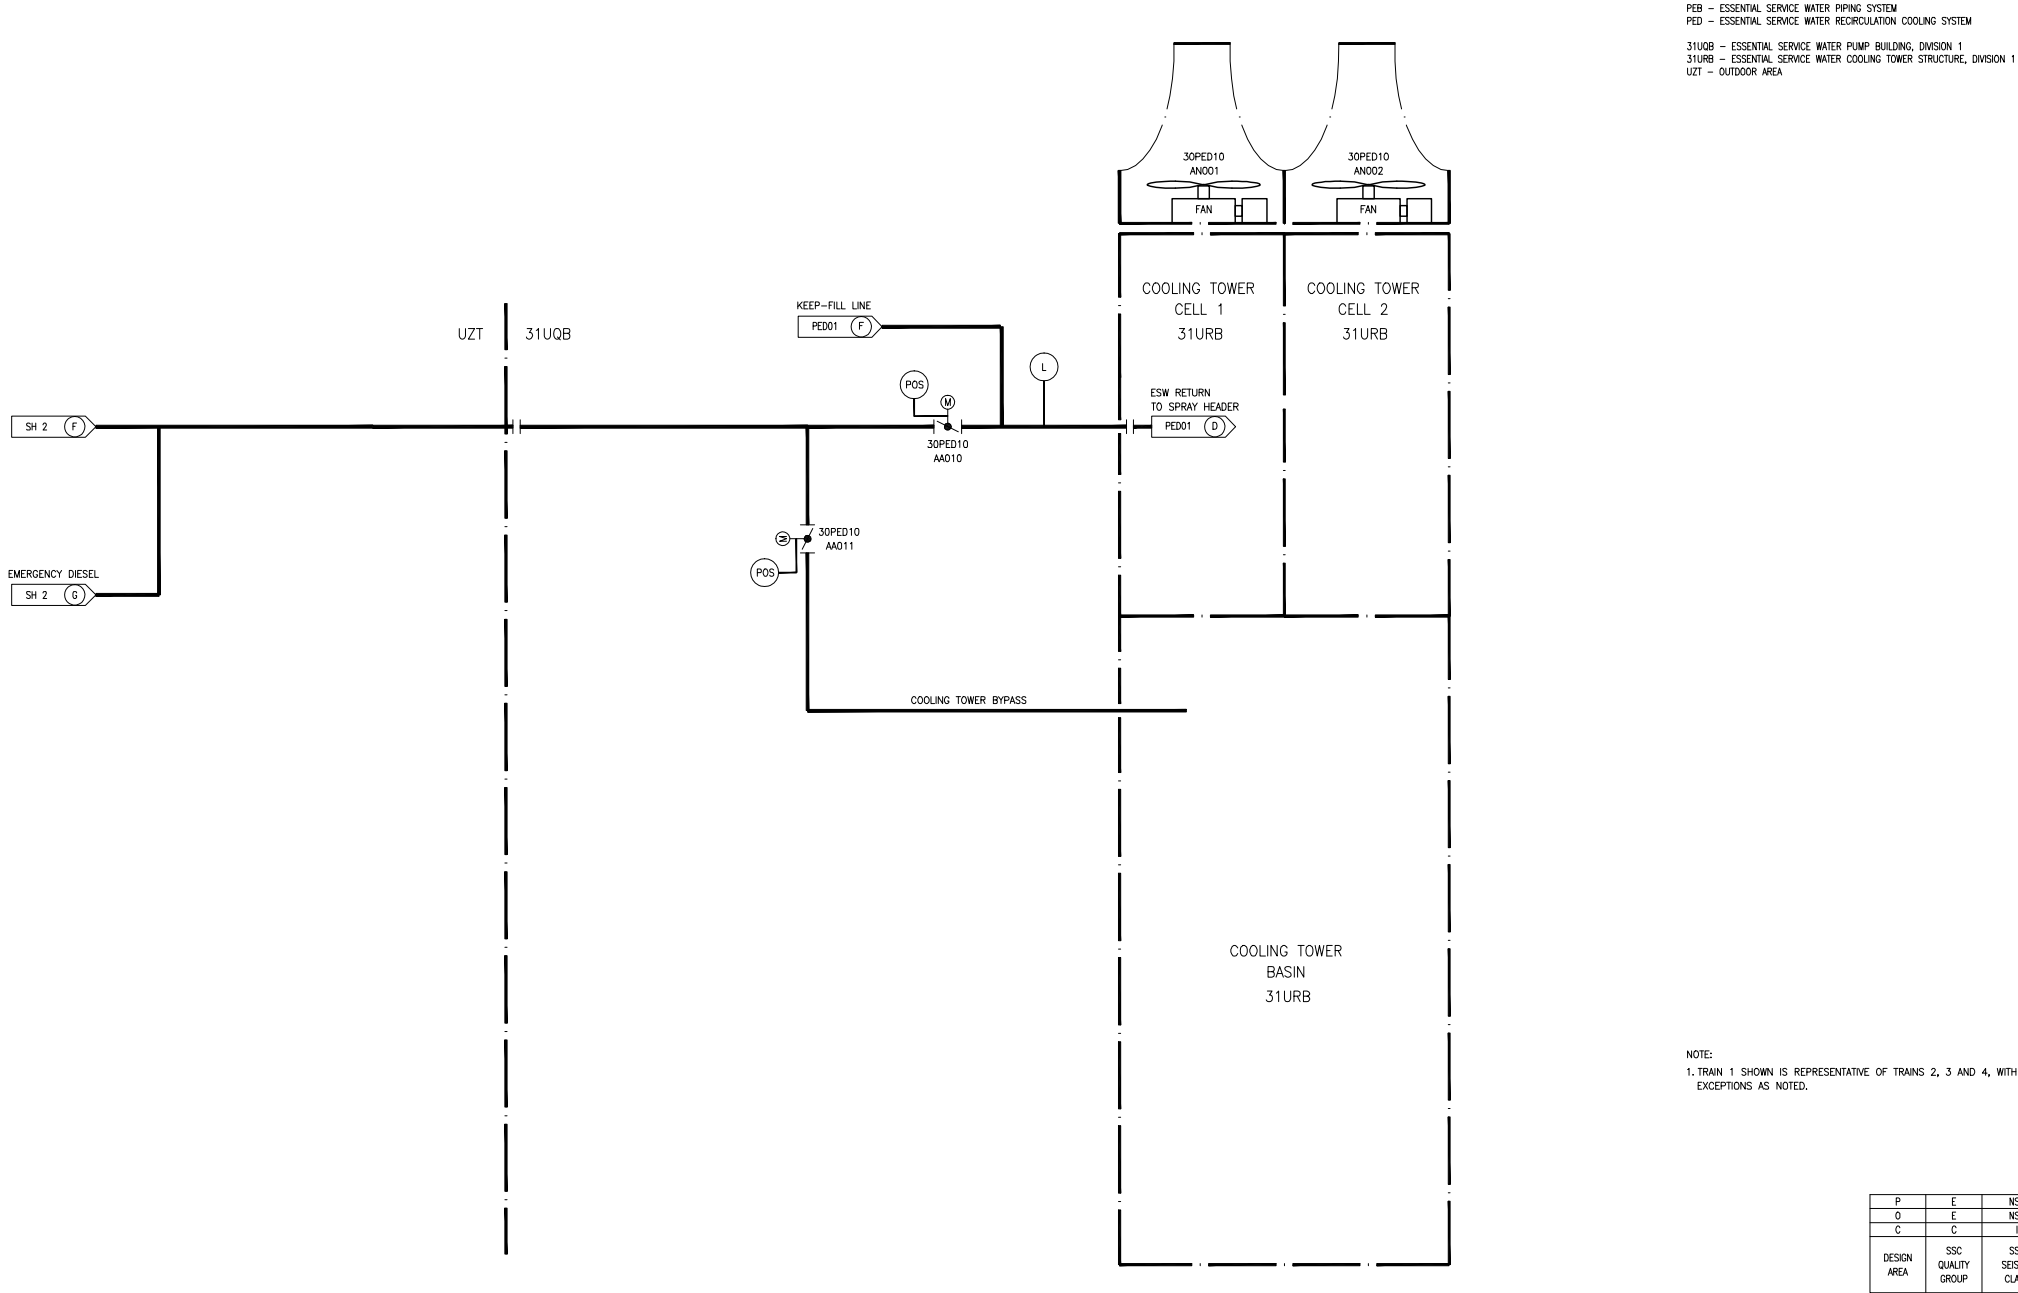 PEB – ESSENTIAL SERVICE WATER PIPING SYSTEM
PED – ESSENTIAL SERVICE WATER RECIRCULATION COOLING SYSTEM
31UQB – ESSENTIAL SERVICE WATER PUMP BUILDING, DIVISION 1
31URB – ESSENTIAL SERVICE WATER COOLING TOWER STRUCTURE, DIVISION 1
UZT – OUTDOOR AREA
30PED10
AN001
FAN
30PED10
AN002
FAN
COOLING TOWER
CELL 1
31URB
COOLING TOWER
CELL 2
31URB
UZT
31UQB
KEEP–FILL LINE
PED01 F
L
POS
M
30PED10
AA010
ESW RETURN
TO SPRAY HEADER
PED01 D
SH 2 F
M
30PED10
AA011
POS
EMERGENCY DIESEL
SH 2 G
COOLING TOWER BYPASS
COOLING TOWER
BASIN
31URB
NOTE:
1. TRAIN 1 SHOWN IS REPRESENTATIVE OF TRAINS 2, 3 AND 4, WITH
EXCEPTIONS AS NOTED.
P E
O E
C C
DESIGN
AREA
SSC
QUALITY
GROUP